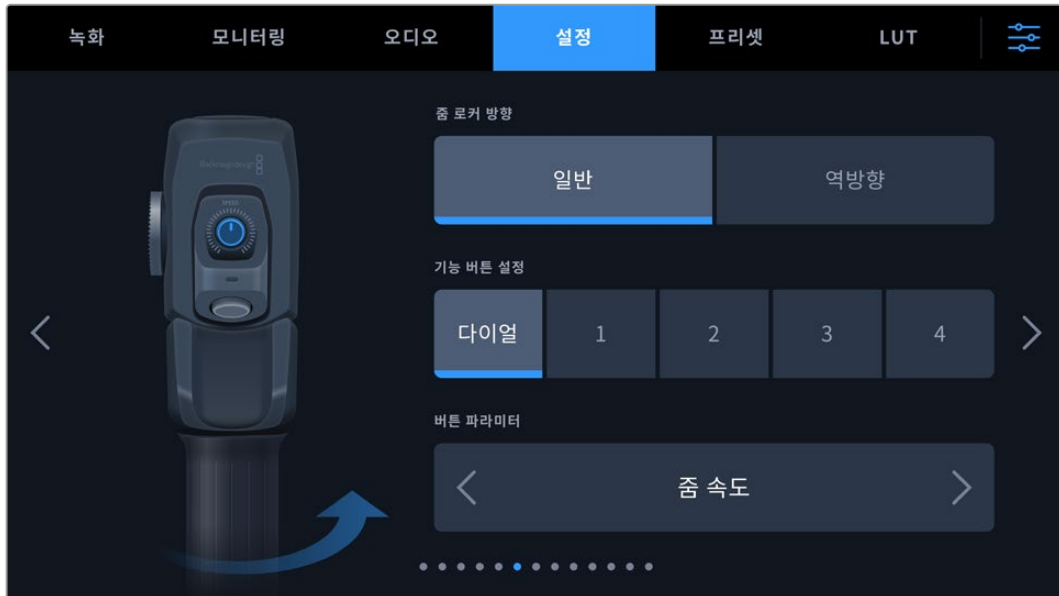 녹화 모니터링 오디오 설정 프리셋 LUT
줌 로커 방향
일반 역방향
SPEED
기능 버튼 설정
다이얼 1 2 3 4
버튼 파라미터
줌 속도